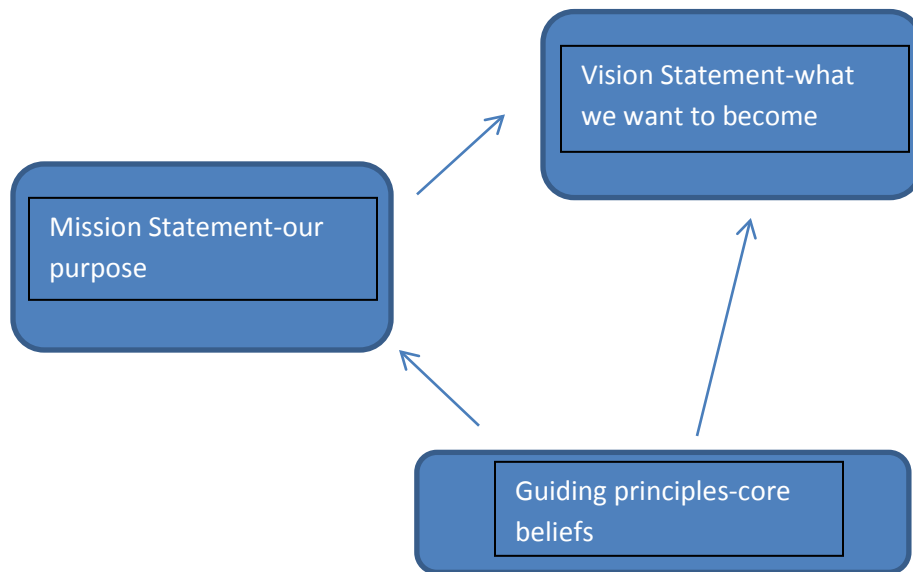 Vision Statement-what
we want to become
Mission Statement-our
purpose
Guiding principles-core
beliefs